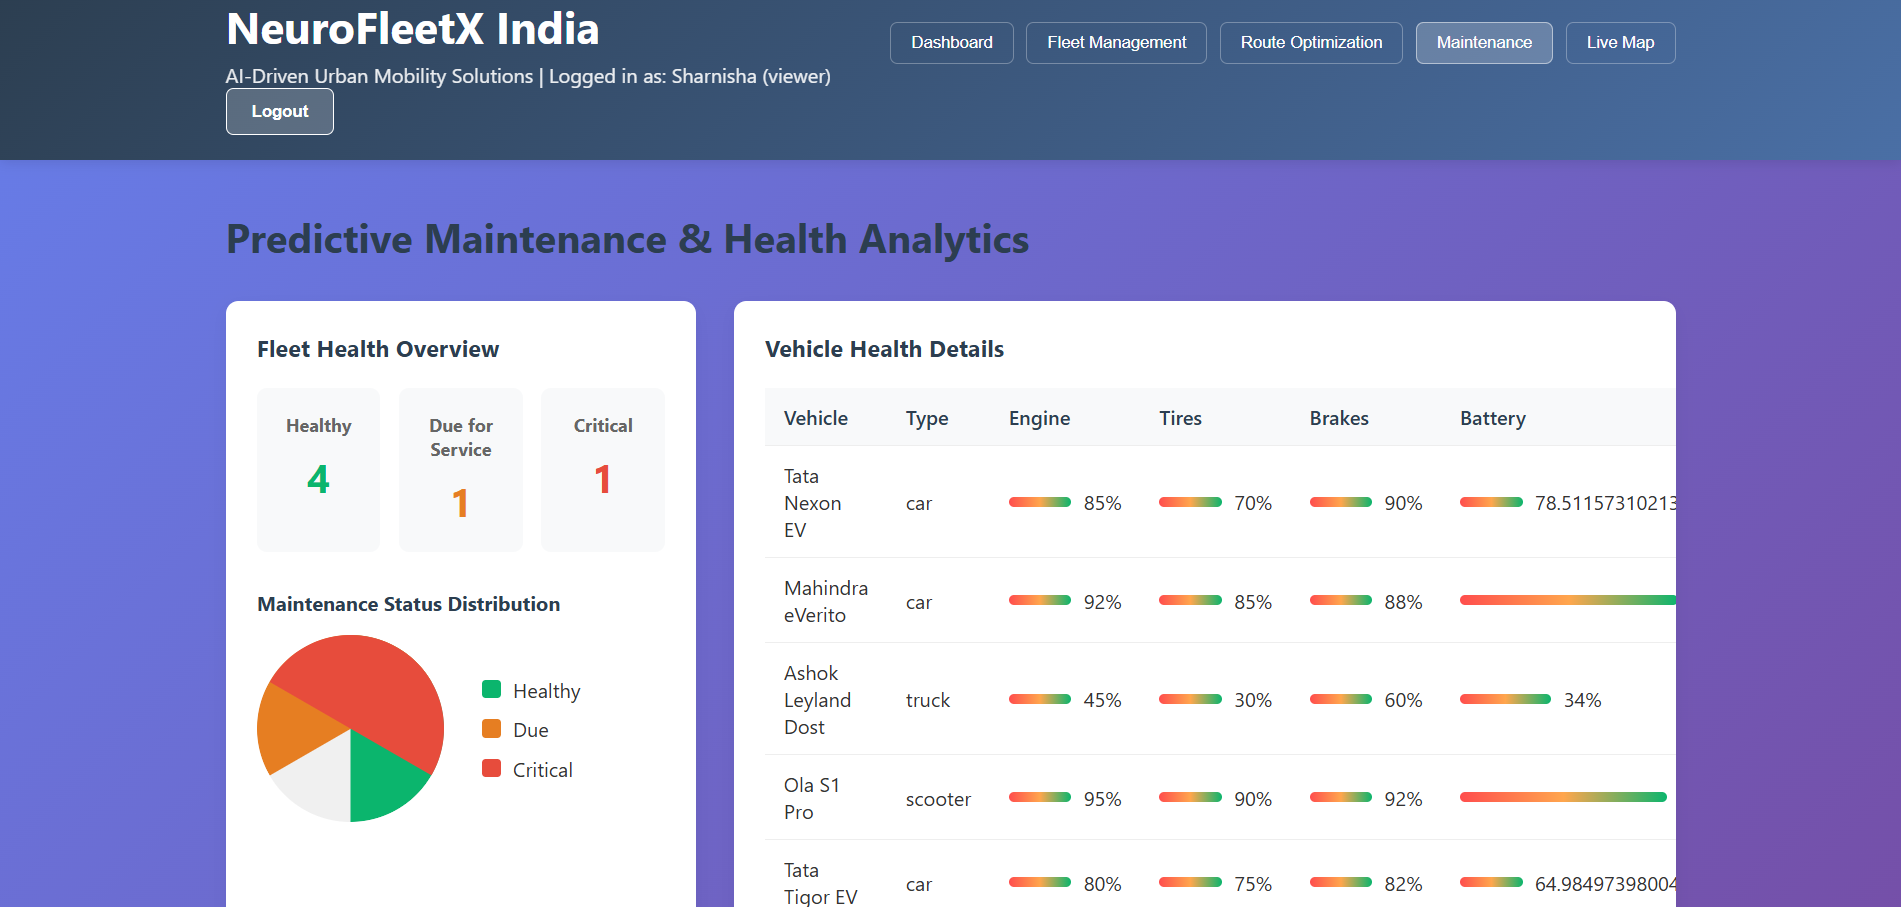 NeuroFleetX India
AI-Driven Urban Mobility Solutions | Logged in as: Sharnisha (viewer)
Logout
Dashboard
Fleet Management
Route Optimization
Maintenance
Live Map
Predictive Maintenance & Health Analytics
Fleet Health Overview
Healthy
4
Due for
Service
1
Critical
1
Maintenance Status Distribution
Healthy
Due
Critical
Vehicle Health Details
Vehicle Type Engine Tires Brakes Battery
Tata
Nexon
EV
car 85% 70% 90% 78.51157310213
Mahindra
eVerito
car 92% 85% 88%
Ashok
Leyland
Dost
truck 45% 30% 60% 34%
Ola S1
Pro
scooter 95% 90% 92%
Tata
Tigor EV
car 80% 75% 82% 64.98497398004